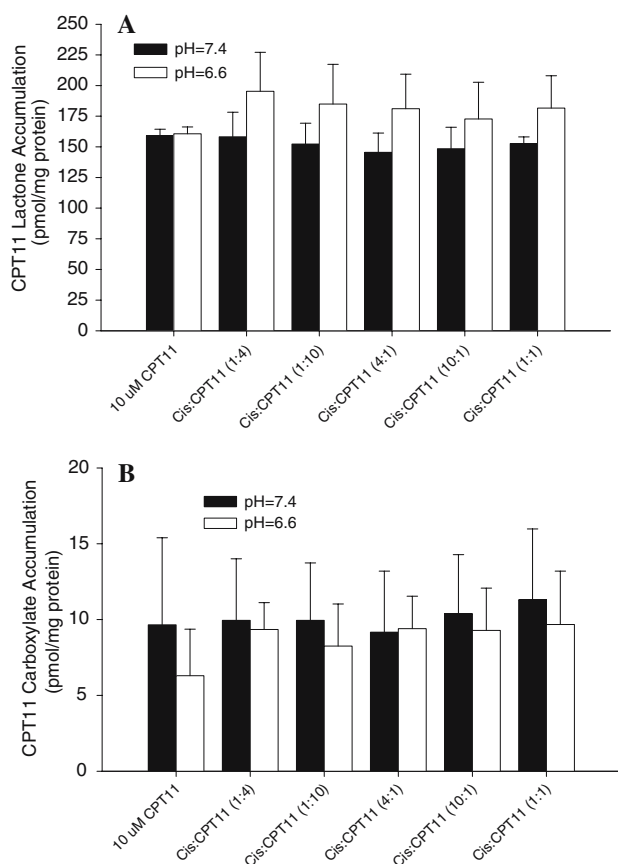 A
CPT11 Lactone Accumulation
(pmol/mg protein)
250
225
200
175
150
125
100
75
50
25
0
pH=7.4
pH=6.6
10 uM CPT11
Cis:CPT11 (1:4)
Cis:CPT11 (1:10)
Cis:CPT11 (4:1)
Cis:CPT11 (10:1)
Cis:CPT11 (1:1)
B
CPT11 Carboxylate Accumulation
(pmol/mg protein)
20
15
10
5
0
pH=7.4
pH=6.6
10 uM CPT11
Cis:CPT11 (1:4)
Cis:CPT11 (1:10)
Cis:CPT11 (4:1)
Cis:CPT11 (10:1)
Cis:CPT11 (1:1)